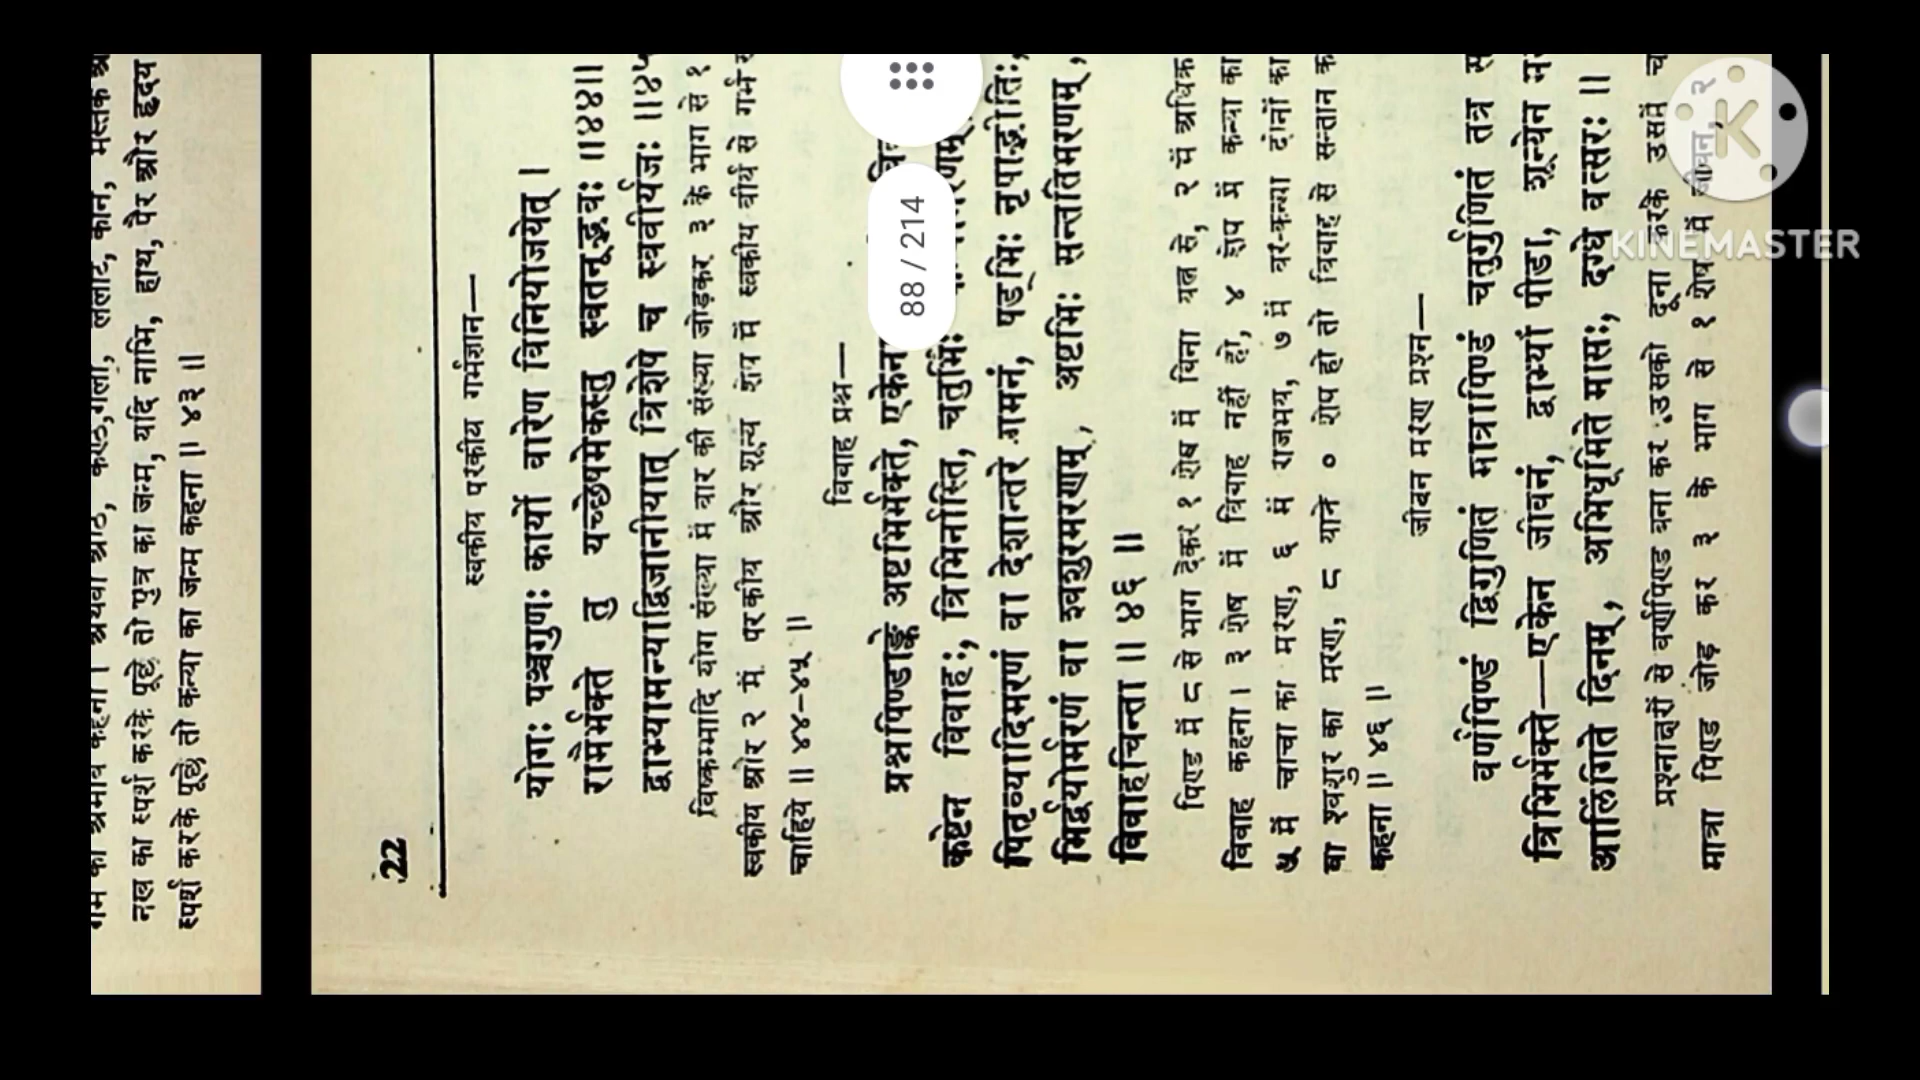 नख का स्पर्श करके पूछे तो पुत्र का जन्म, यदि नाभि, हाथ, पैर और हृदय
स्पर्श करके पूछे तो कन्या का जन्म कहना ॥ ४३ ॥
22
स्वकीय परकीय गर्भज्ञान—
योगः पञ्चगुणः कार्यो वारेण विनियोजयेत् ।
रामैर्भक्ते तु यच्छेषमेकस्तु स्वतनूद्भवः ॥४४॥
द्वाभ्यामन्याद्विजानीयात् त्रिशेषे च स्ववीर्यजः ॥४५
विष्कम्भादि योग संख्या में वार की संख्या जोड़कर ३ के भाग से १
स्वकीय और २ में परकीय और शून्य शेष में स्वकीय वीर्य से गर्भ
चाहिये ॥ ४४-४५ ॥
विवाह प्रश्न—
प्रश्नपिण्डाङ्के अष्टभिर्भक्ते, एकेन
कष्टेन विवाहः, त्रिभिर्नास्ति, चतुर्भिः
पितृव्यादिमरणं वा देशान्तरे गमनं, षड्भिः नृपाद्भीतिः,
मिर्द्वयोर्मरणं वा श्वशुरमरणम्, अष्टभिः सन्ततिमरणम्,
विवाहचिन्ता ॥ ४६ ॥
पिण्ड में ८ से भाग देकर १ शेष में बिना यत्न से, २ में अधिक
विवाह कहना । ३ शेष में विवाह नहीं हो, ४ शेष में कन्या का
५ में चाचा का मरण, ६ में राजभय, ७ में वर-कन्या दोनों का
वा श्वशुर का मरण, ८ याने ० शेष हो तो विवाह से सन्तान क
कहना ॥ ४६ ॥
जीवन मरण प्रश्न—
वर्णपिण्डं द्विगुणितं मात्रापिण्डं चतुर्गुणितं तत्र
त्रिभिर्भक्ते—एकेन जीवनं, द्वाभ्यां पीडा, शून्येन
आलिंगिते दिनम्, अभिधूमिते मासः, दग्धे वत्सरः ॥
प्रश्नाक्षरों से वर्णपिण्ड बना कर उसको दूना करके उसमें
मात्रा पिण्ड जोड़ कर ३ के भाग से १ शेष में जीवन, २
88 / 214
K
KINEMASTER